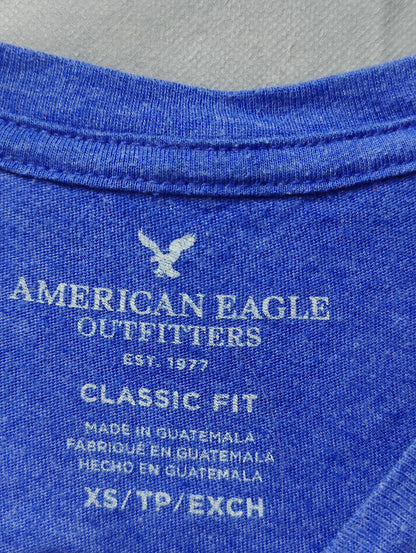 AMERICAN EAGLE
OUTFITTERS
EST. 1977
CLASSIC FIT
MADE IN GUATEMALA
FABRIQUÉ EN GUATEMALA
HECHO EN GUATEMALA
XS/TP/EXCH